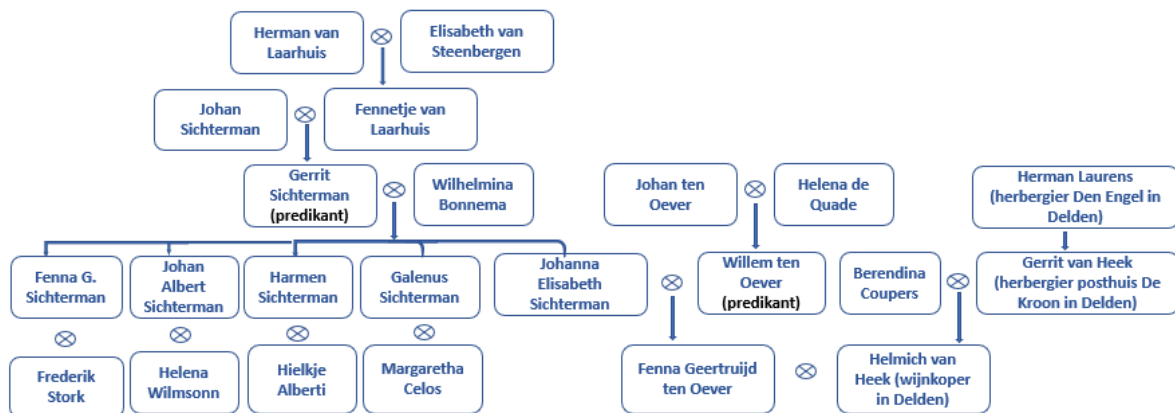 Herman van
Laarhuis
Elisabeth van
Steenbergen
Johan
Sichterman
Fennetje van
Laarhuis
Gerrit
Sichterman
(predikant)
Wilhelmina
Bonnema
Johan ten
Oever
Helena de
Quade
Herman Laurens
(herbergier Den Engel in
Delden)
Fenna G.
Sichterman
Johan
Albert
Sichterman
Harmen
Sichterman
Galenus
Sichterman
Johanna
Elisabeth
Sichterman
Willem ten
Oever
(predikant)
Berendina
Coupers
Gerrit van Heek
(herbergier posthuis De
Kroon in Delden)
Frederik
Stork
Helena
Wilmsonn
Hielkje
Alberti
Margaretha
Celos
Fenna Geertruijd
ten Oever
Helmich van
Heek (wijnkoper
in Delden)